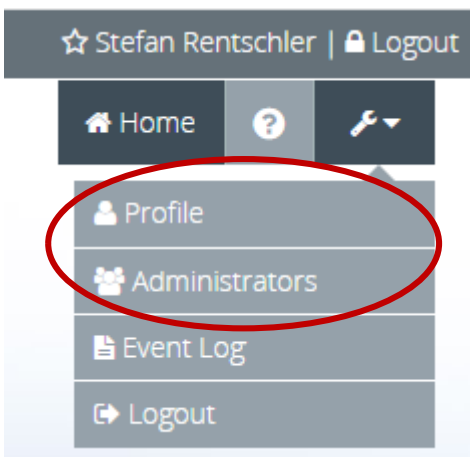 Stefan Rentschler | Logout
Home ?
Profile
Administrators
Event Log
Logout